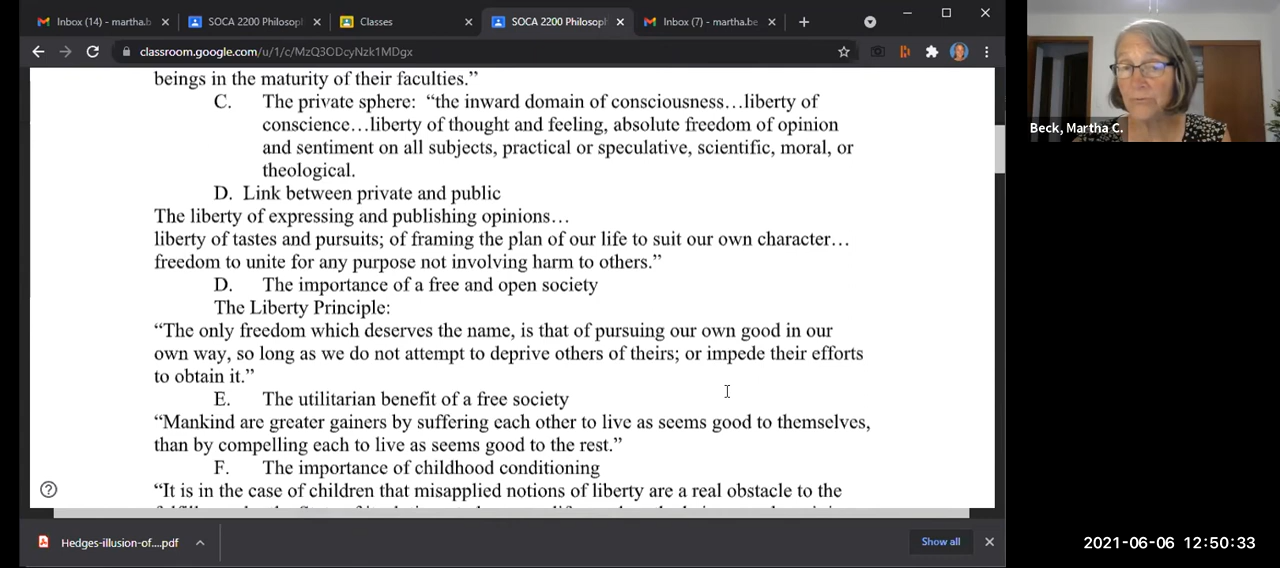 Inbox (14) - martha.b
SOCA 2200 Philosoph
Classes
SOCA 2200 Philosoph
Inbox (7) - martha.be
classroom.google.com/u/1/c/MzQ3ODcyNzk1MDgx
beings in the maturity of their faculties.”
C. The private sphere: “the inward domain of consciousness…liberty of
conscience…liberty of thought and feeling, absolute freedom of opinion
and sentiment on all subjects, practical or speculative, scientific, moral, or
theological.
D. Link between private and public
The liberty of expressing and publishing opinions…
liberty of tastes and pursuits; of framing the plan of our life to suit our own character…
freedom to unite for any purpose not involving harm to others.”
D. The importance of a free and open society
The Liberty Principle:
“The only freedom which deserves the name, is that of pursuing our own good in our
own way, so long as we do not attempt to deprive others of theirs; or impede their efforts
to obtain it.”
E. The utilitarian benefit of a free society
“Mankind are greater gainers by suffering each other to live as seems good to themselves,
than by compelling each to live as seems good to the rest.”
F. The importance of childhood conditioning
“It is in the case of children that misapplied notions of liberty are a real obstacle to the
Hedges-illusion-of....pdf
Show all
Beck, Martha C.
2021-06-06 12:50:33